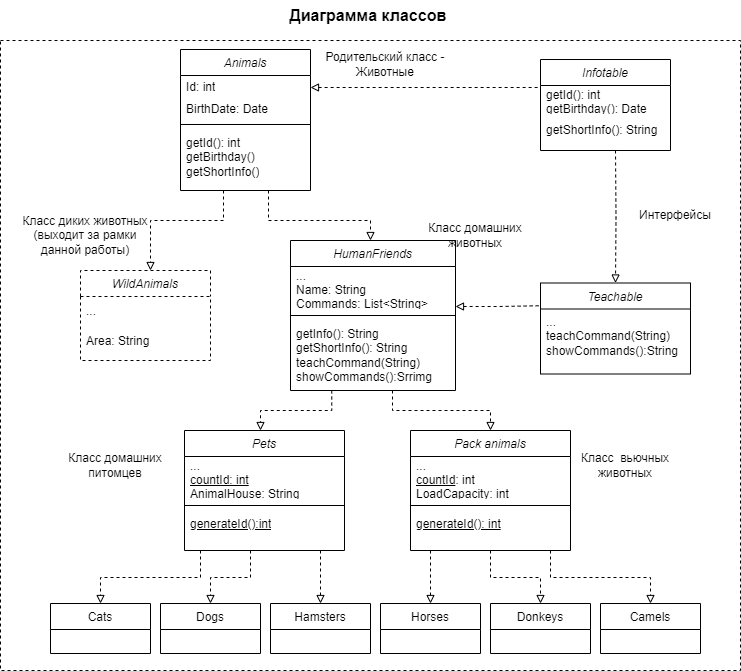 Диаграмма классов
Родительский класс -
Животные
Animals
Id: int
BirthDate: Date
getId(): int
getBirthday()
getShortInfo()
Infotable
getId(): int
getBirthday(): Date
getShortInfo(): String
Класс диких животных
(выходит за рамки
данной работы)
Интерфейсы
Класс домашних
животных
WildAnimals
...
Area: String
HumanFriends
...
Name: String
Commands: List<String>
getInfo(): String
getShortInfo(): String
teachCommand(String)
showCommands():Srrimg
Teachable
...
teachCommand(String)
showCommands():String
Класс домашних
питомцев
Pets
...
countId: int
AnimalHouse: String
generateId():int
Pack animals
...
countId: int
LoadCapacity: int
generateId(): int
Класс вьючных
животных
Cats
Dogs
Hamsters
Horses
Donkeys
Camels